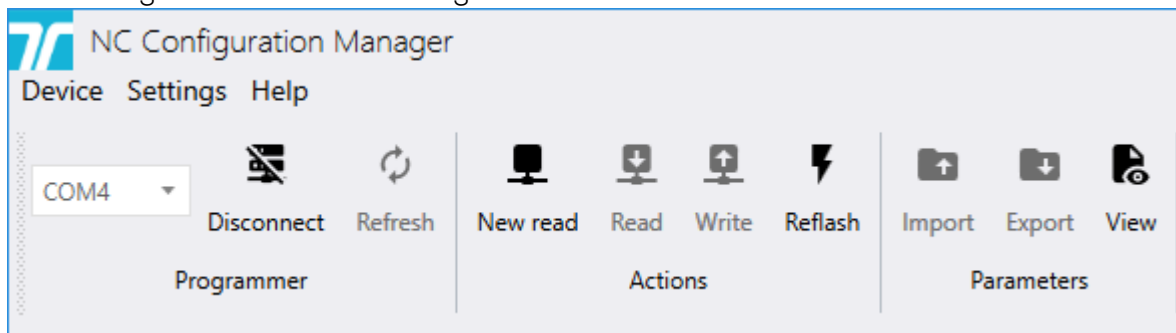 NC Configuration Manager
Device Settings Help
COM4 Disconnect Refresh New read Read Write Reflash Import Export View
Programmer Actions Parameters